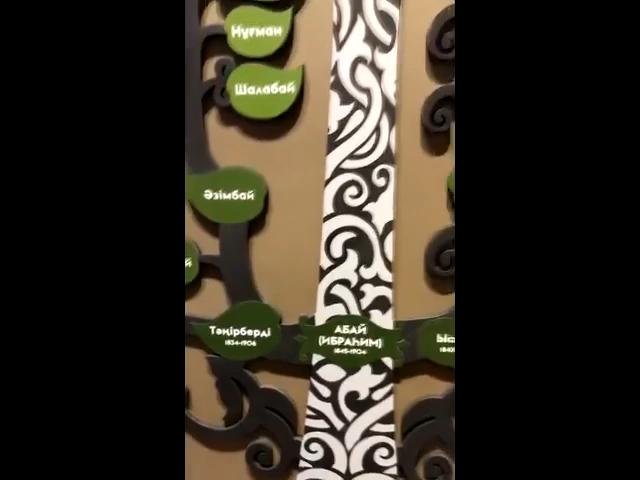 Нұғман
Шалабай
Әзімбай
й
Тәңірберді
1834-1906
АБАЙ
(ИБРАҺИМ)
1845-1904